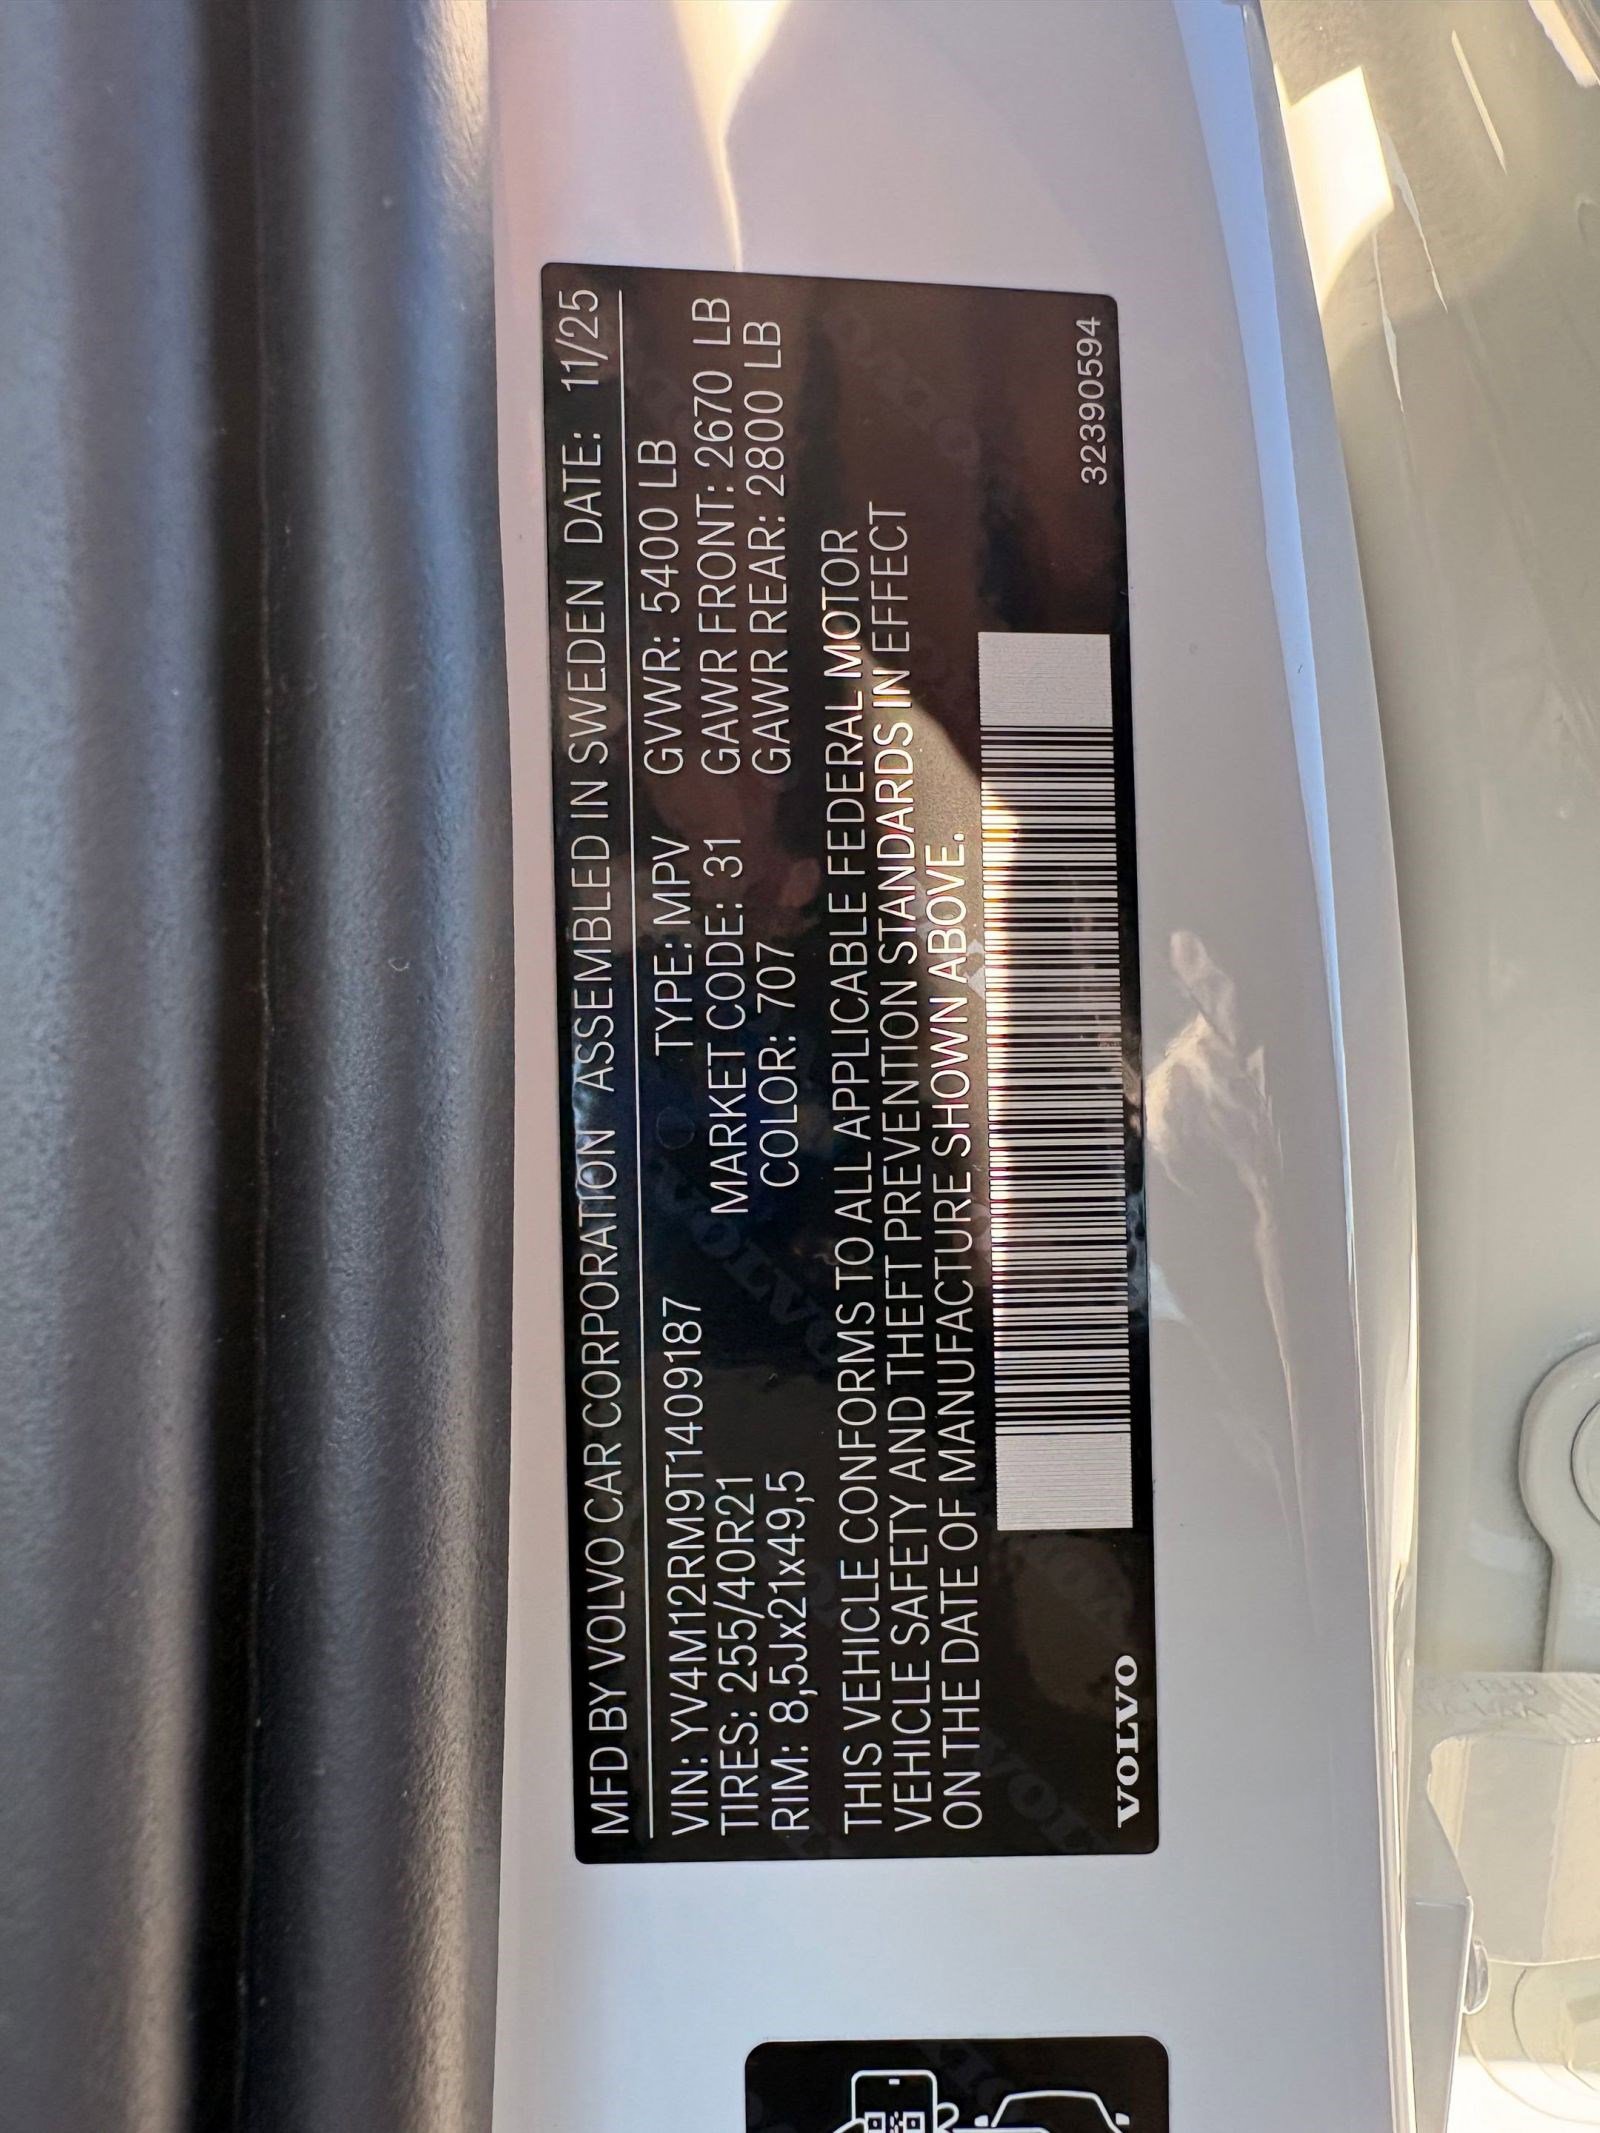 MFD BY VOLVO CAR CORPORATION ASSEMBLED IN SWEDEN DATE: 11/25
VIN: YV4M12RM9T1409187 TYPE: MPV GVWR: 5400 LB
TIRES: 255/40R21 MARKET CODE: 31 GAWR FRONT: 2670 LB
RIM: 8,5Jx21x49,5 COLOR: 707 GAWR REAR: 2800 LB
THIS VEHICLE CONFORMS TO ALL APPLICABLE FEDERAL MOTOR
VEHICLE SAFETY AND THEFT PREVENTION STANDARDS IN EFFECT
ON THE DATE OF MANUFACTURE SHOWN ABOVE.
VOLVO 32390594